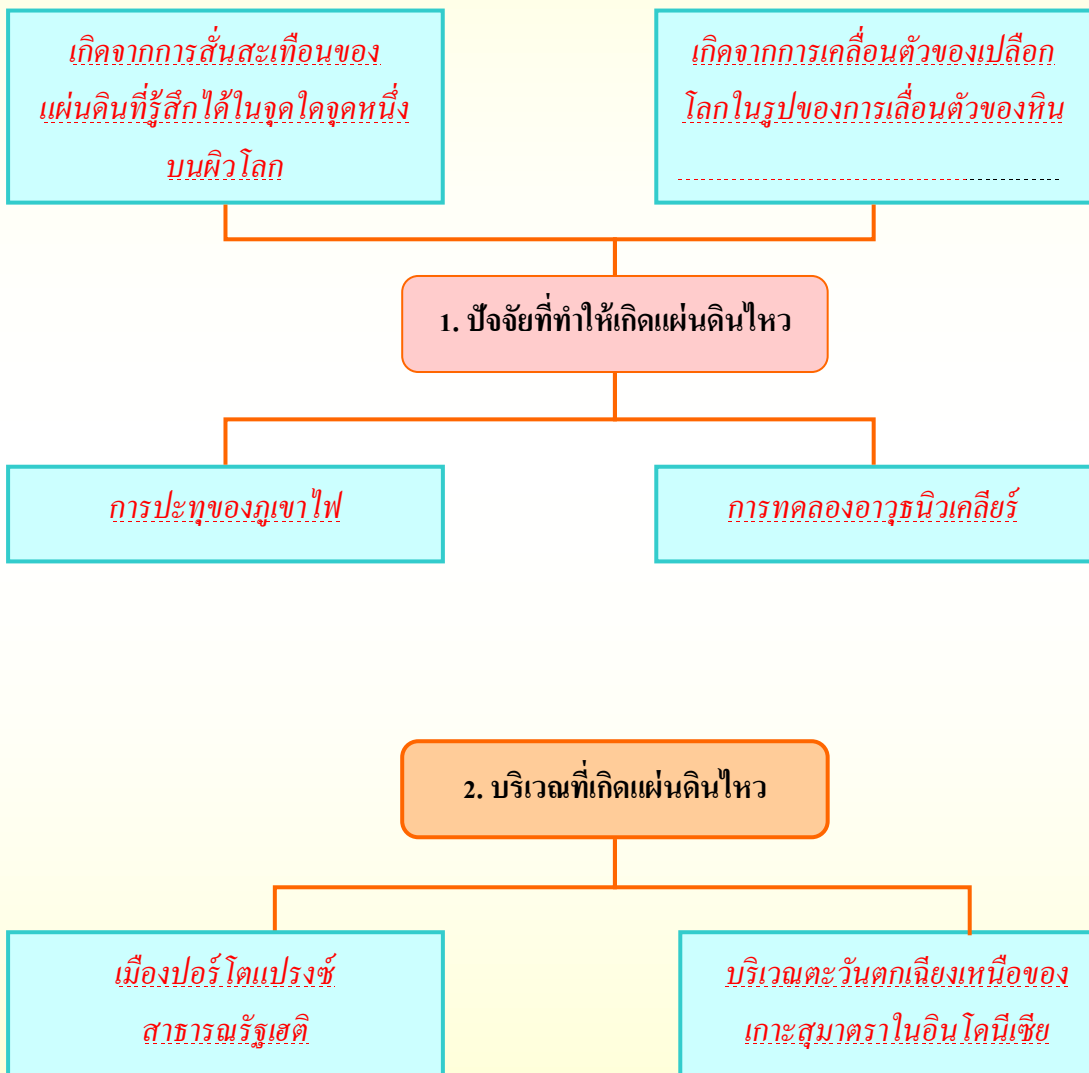 เกิดจากการสั่นสะเทือนของ
แผ่นดินที่รู้สึกได้ในจุดใดจุดหนึ่ง
บนผิวโลก
เกิดจากการเคลื่อนตัวของเปลือก
โลกในรูปของการเลื่อนตัวของหิน
1. ปัจจัยที่ทำให้เกิดแผ่นดินไหว
การปะทุของภูเขาไฟ
การทดลองอาวุธนิวเคลียร์
2. บริเวณที่เกิดแผ่นดินไหว
เมืองปอร์โตแปรงซ์
สาธารณรัฐเฮติ
บริเวณตะวันตกเฉียงเหนือของ
เกาะสุมาตราในอินโดนีเซีย